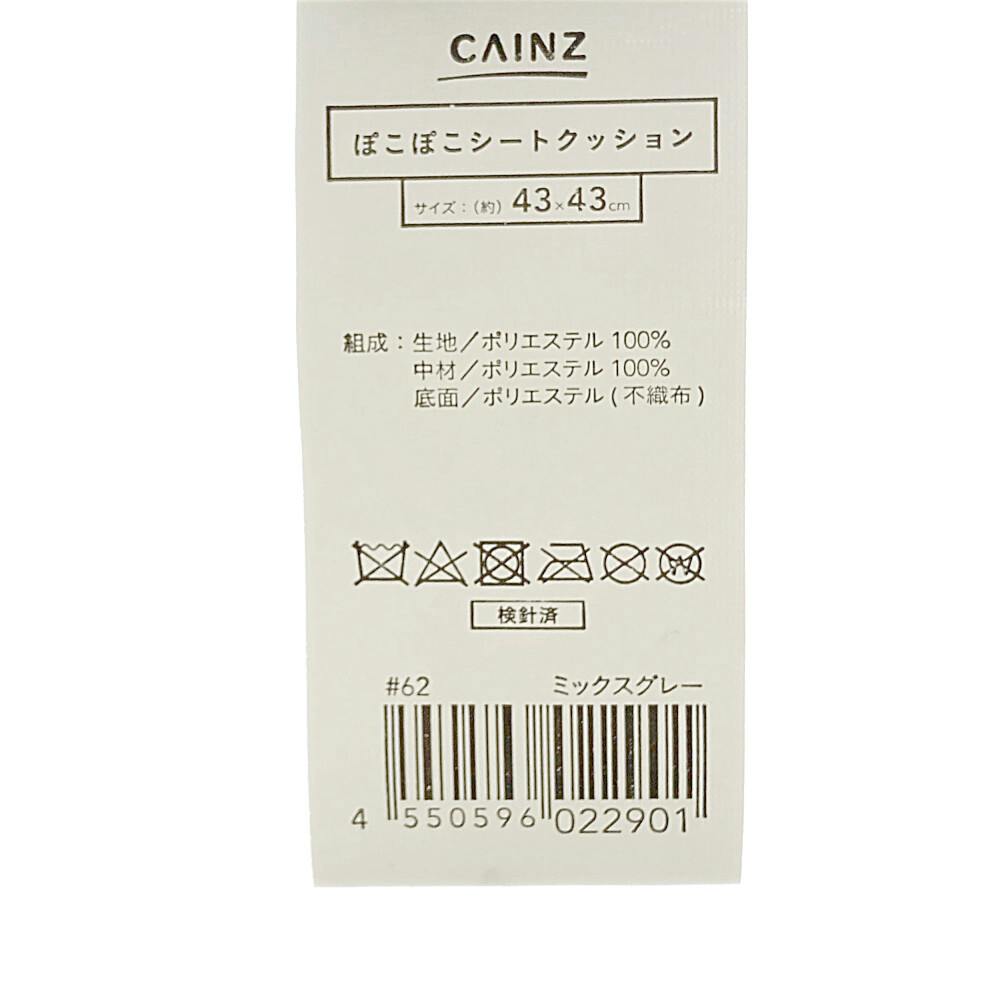 CAINZ
ぽこぽこシートクッション
サイズ：（約）43×43cm
組成：生地／ポリエステル 100%
中材／ポリエステル 100%
底面／ポリエステル ( 不織布 )
検針済
#62 ミックスグレー
4 550596 022901